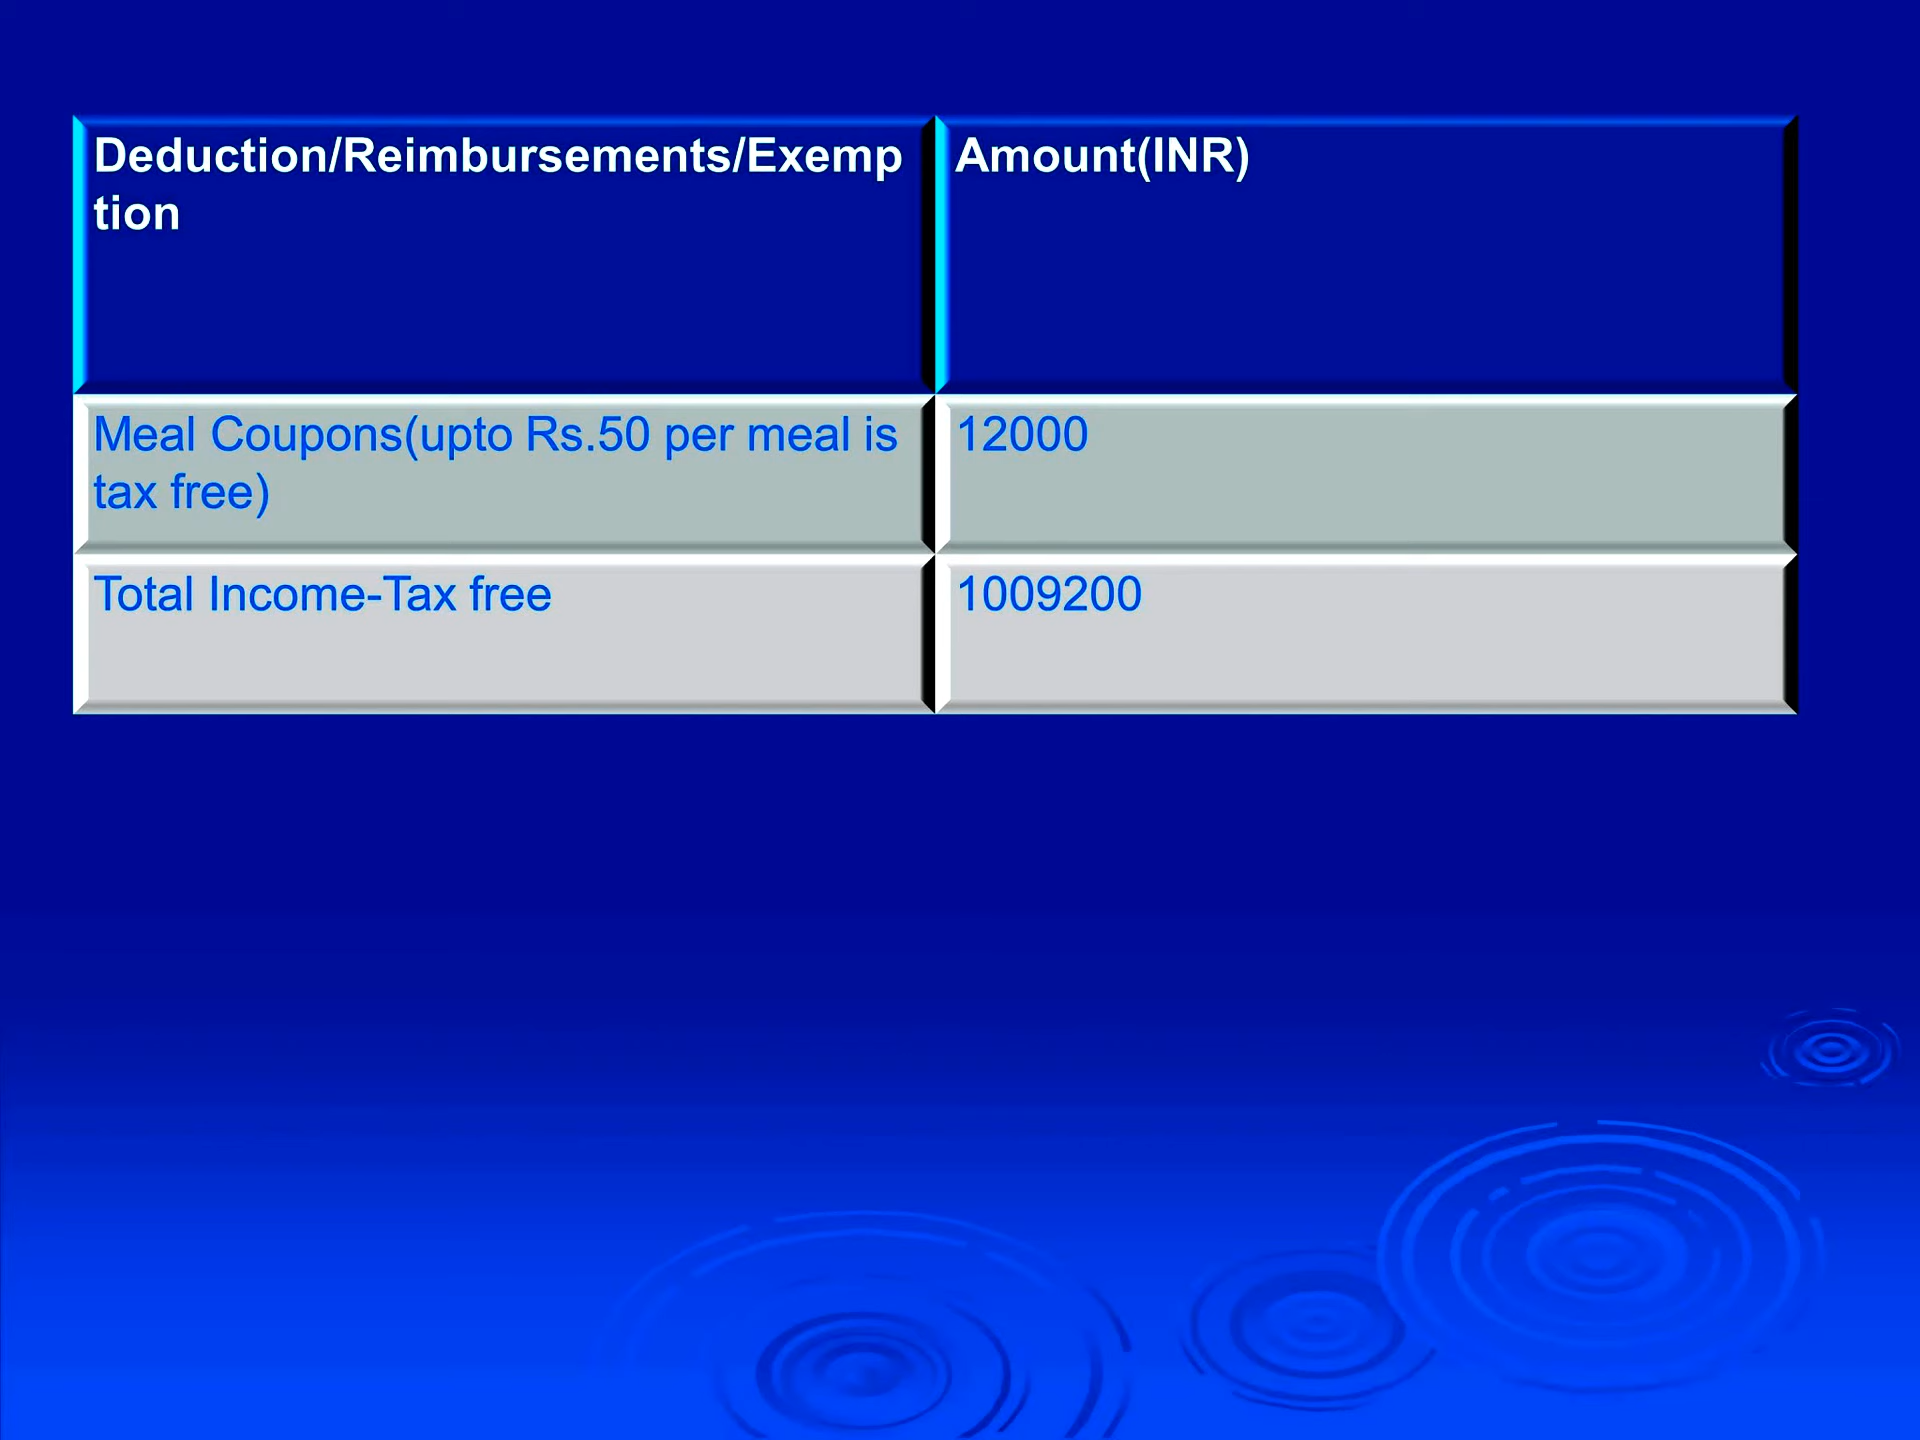 Deduction/Reimbursements/Exemp
tion
Amount(INR)
Meal Coupons(upto Rs.50 per meal is
tax free)
12000
Total Income-Tax free
1009200